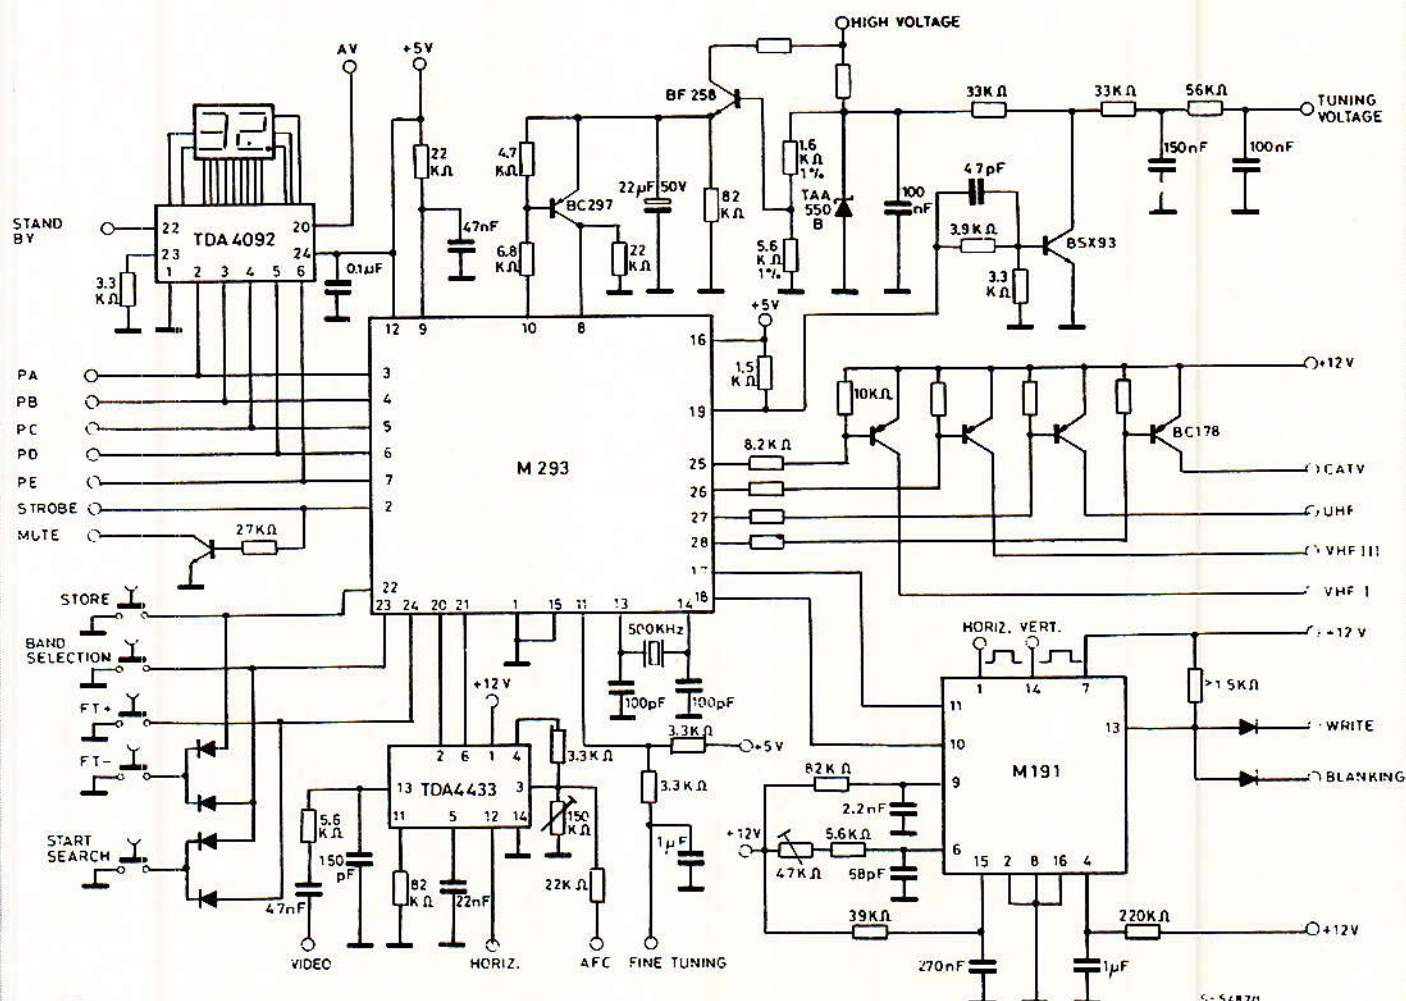 HIGH VOLTAGE
AV
+5V
BF 258
33KΩ
33KΩ
56KΩ
TUNING
VOLTAGE
22
KΩ
4.7
KΩ
22µF 50V
1.6
KΩ
1%
TAA
550
B
100
nF
4.7pF
150nF
100nF
BC297
82
KΩ
STAND
BY
22
TDA 4092
20
23
24
1 2 3 4 5 6
3.3
KΩ
0.1µF
47nF
6.8
KΩ
22
KΩ
5.6
KΩ
1%
3.9KΩ
BSX93
3.3
KΩ
+5V
12 9 10 8
16
1.5
KΩ
+12V
PA
3
PB
4
PC
5
PD
6
PE
7
STROBE
2
MUTE
27KΩ
M 293
19
10KΩ
BC178
25
8.2KΩ
CATV
26
27
UHF
28
VHF III
17
18
VHF I
22
STORE
23 24 20 21 1 15 11 13 14
BAND
SELECTION
500KHz
HORIZ. VERT.
+12V
FT+
+12V
100pF
100pF
1 14 7
>1.5KΩ
FT-
3.3KΩ
3.3KΩ
+5V
11
10
13
WRITE
2 6 1 4
13
TDA4433
3
3.3KΩ
M191
BLANKING
11 5 12 14
150
KΩ
82KΩ
9
2.2nF
START
SEARCH
5.6
KΩ
150
pF
1µF
+12V
5.6KΩ
6
47KΩ
58pF
15 2 8 16 4
47nF
82
KΩ
22nF
22KΩ
39KΩ
220KΩ
+12V
VIDEO
HORIZ.
AFC
FINE TUNING
270nF
1µF